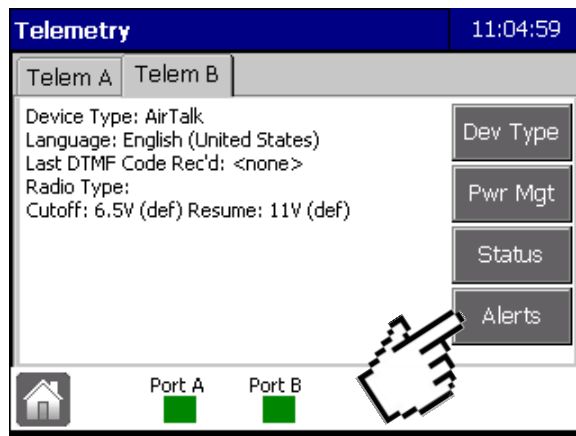 Telemetry 11:04:59
Telem A Telem B
Device Type: AirTalk
Language: English (United States)
Last DTMF Code Rec'd: <none>
Radio Type:
Cutoff: 6.5V (def) Resume: 11V (def)
Dev Type
Pwr Mgt
Status
Alerts
Port A Port B